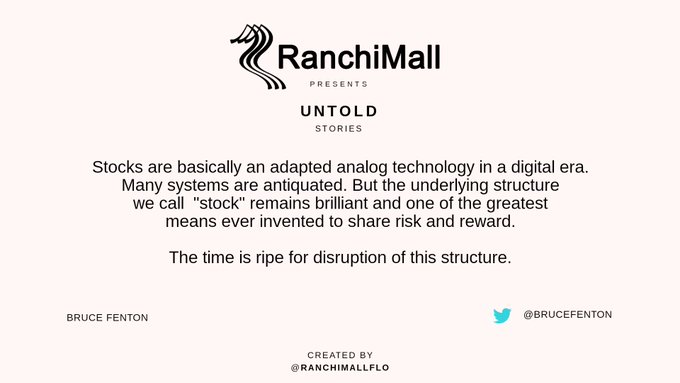 RanchiMall
PRESENTS
UNTOLD
STORIES
Stocks are basically an adapted analog technology in a digital era.
Many systems are antiquated. But the underlying structure
we call  "stock" remains brilliant and one of the greatest
means ever invented to share risk and reward.
The time is ripe for disruption of this structure.
BRUCE FENTON
@BRUCEFENTON
CREATED BY
@RANCHIMALLFLO